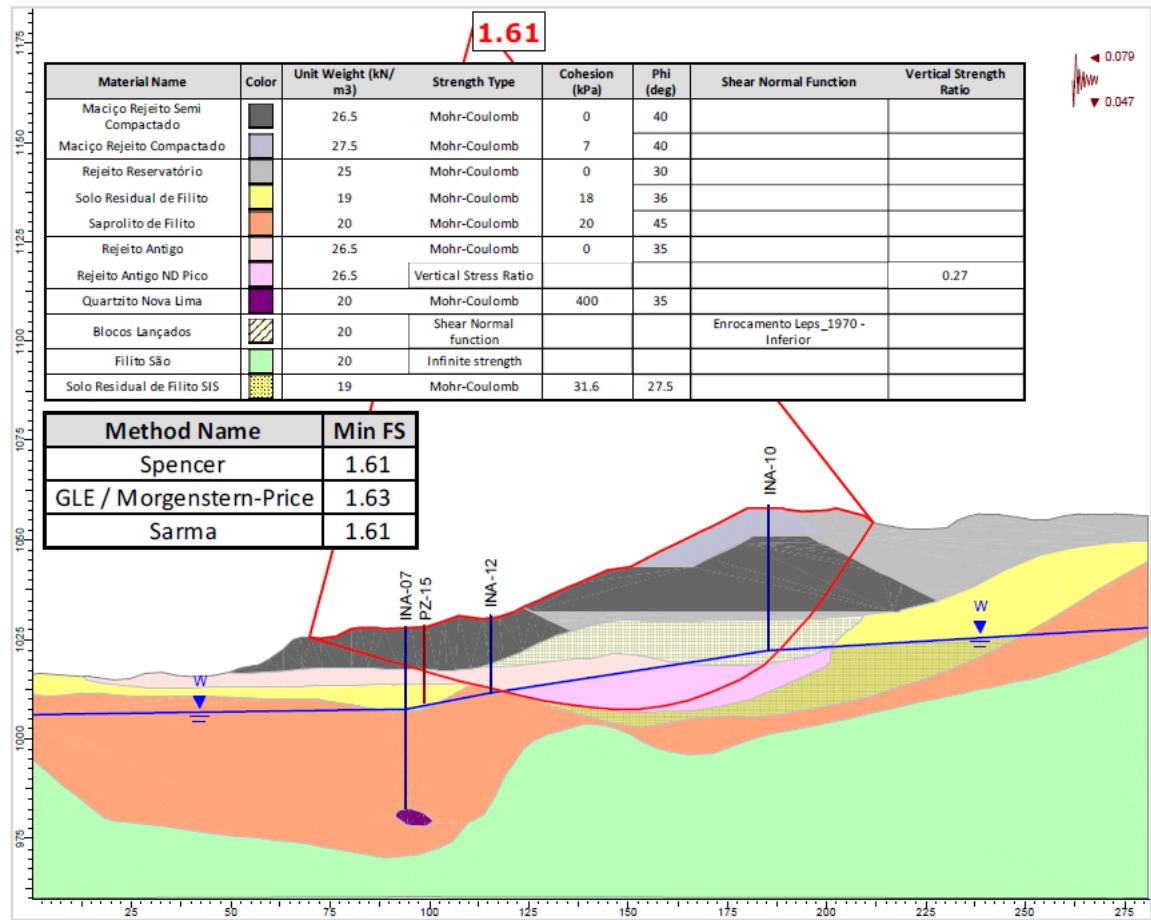 1.61
0.079
0.047
Material Name Color Unit Weight (kN/ m3) Strength Type Cohesion (kPa) Phi (deg) Shear Normal Function Vertical Strength Ratio
Maciço Rejeito Semi Compactado 26.5 Mohr-Coulomb 0 40
Maciço Rejeito Compactado 27.5 Mohr-Coulomb 7 40
Rejeito Reservatório 25 Mohr-Coulomb 0 30
Solo Residual de Filito 19 Mohr-Coulomb 18 36
Saprolito de Filito 20 Mohr-Coulomb 20 45
Rejeito Antigo 26.5 Mohr-Coulomb 0 35
Rejeito Antigo ND Pico 26.5 Vertical Stress Ratio 0.27
Quartzito Nova Lima 20 Mohr-Coulomb 400 35
Blocos Lançados 20 Shear Normal function Enrocamento Leps_1970 - Inferior
Filito São 20 Infinite strength
Solo Residual de Filito SIS 19 Mohr-Coulomb 31.6 27.5
Method Name Min FS
Spencer 1.61
GLE / Morgenstern-Price 1.63
Sarma 1.61
INA-07
PZ-15
INA-12
INA-10
W
W
1175
1150
1125
1100
1075
1050
1025
1000
975
25 50 75 100 125 150 175 200 225 250 275